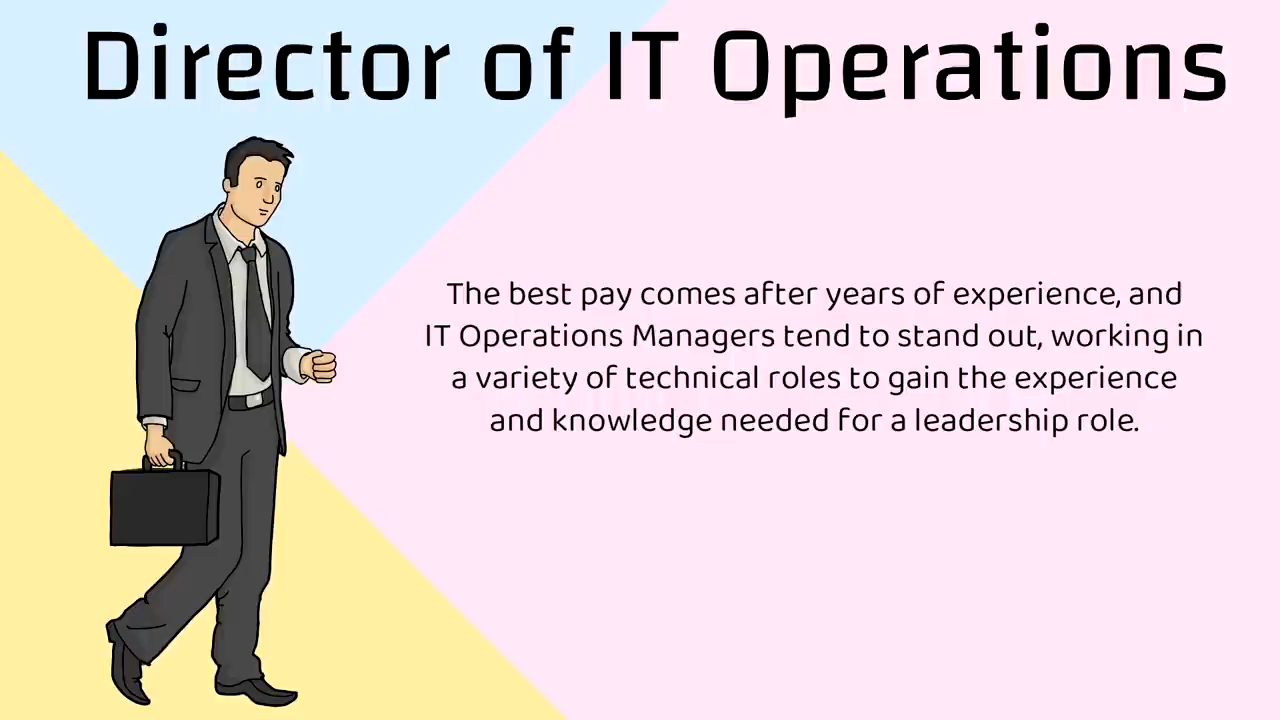 Director of IT Operations
The best pay comes after years of experience, and
IT Operations Managers tend to stand out, working in
a variety of technical roles to gain the experience
and knowledge needed for a leadership role.